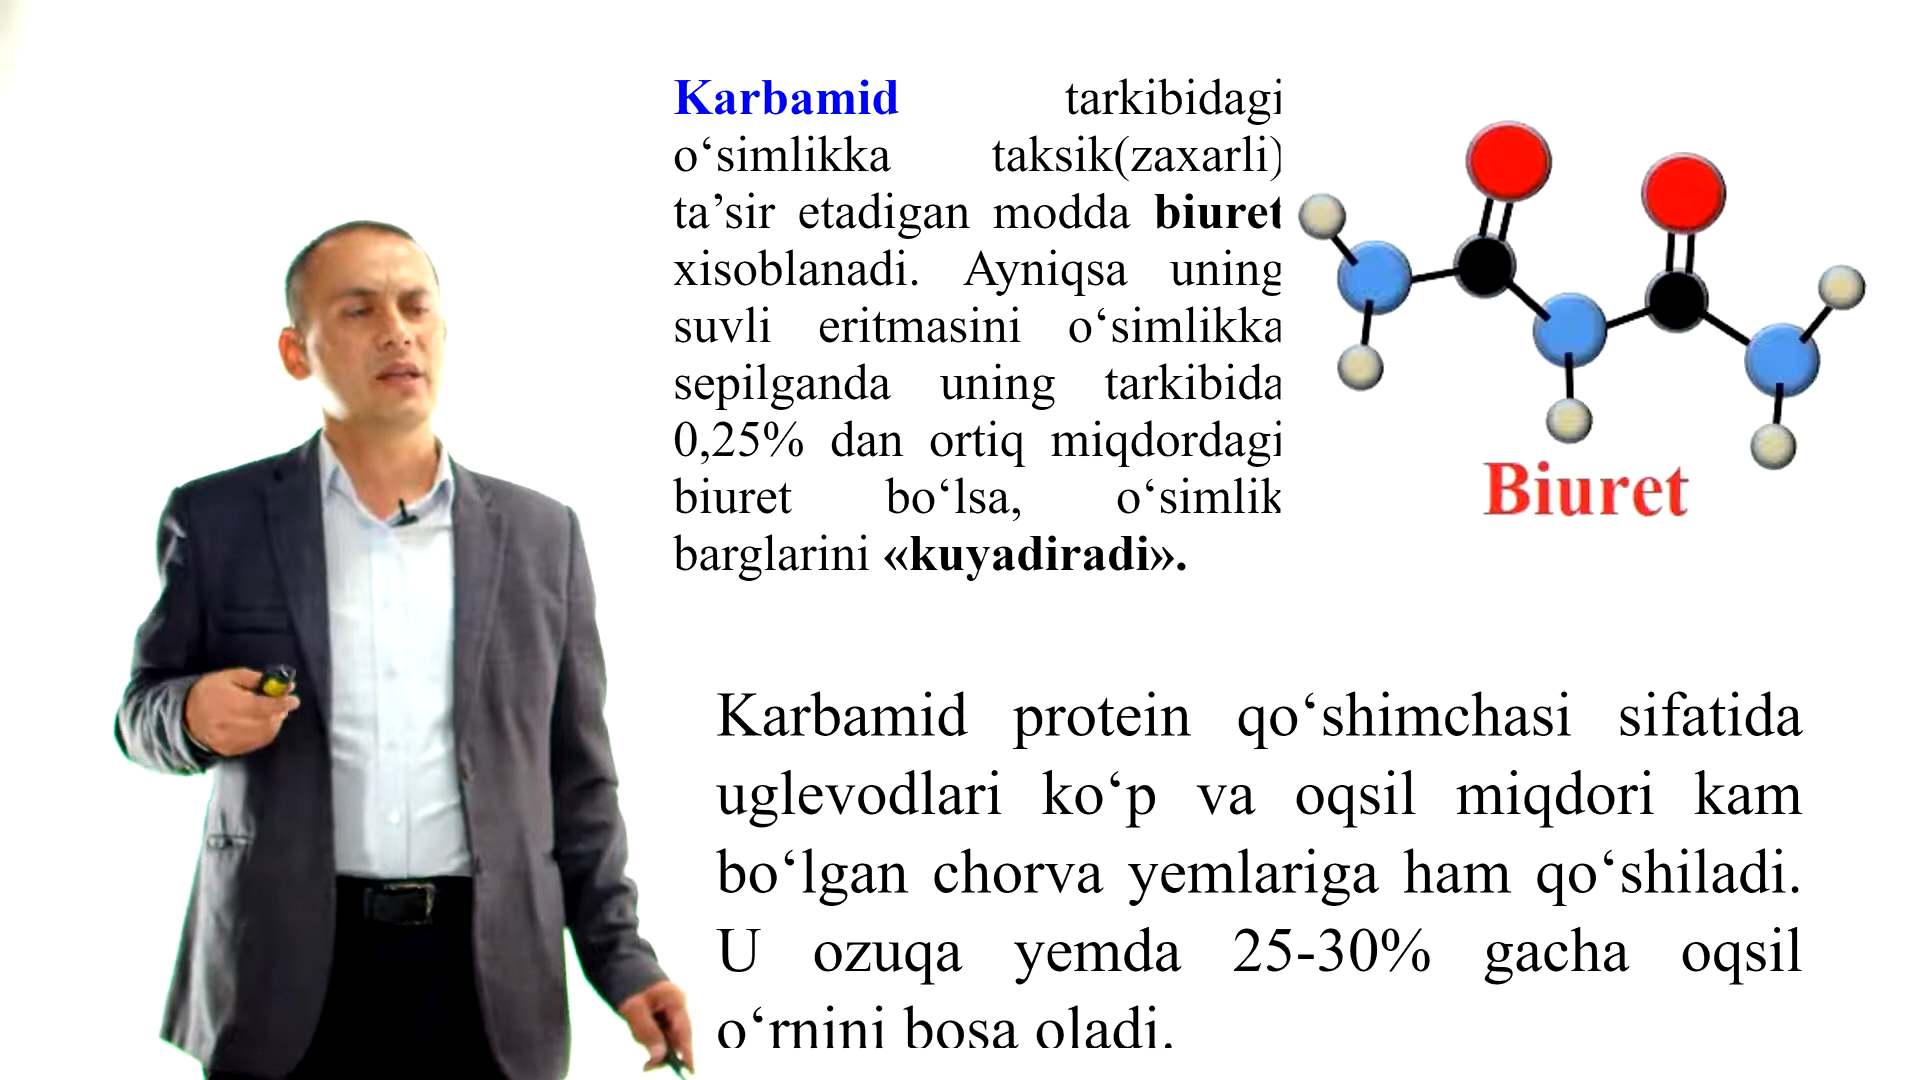 Karbamid tarkibidagi
o‘simlikka taksik(zaxarli)
ta’sir etadigan modda biuret
xisoblanadi. Ayniqsa uning
suvli eritmasini o‘simlikka
sepilganda uning tarkibida
0,25% dan ortiq miqdordagi
biuret bo‘lsa, o‘simlik
barglarini «kuyadiradi».
Biuret
Karbamid protein qo‘shimchasi sifatida
uglevodlari ko‘p va oqsil miqdori kam
bo‘lgan chorva yemlariga ham qo‘shiladi.
U ozuqa yemda 25-30% gacha oqsil
o‘rnini bosa oladi.